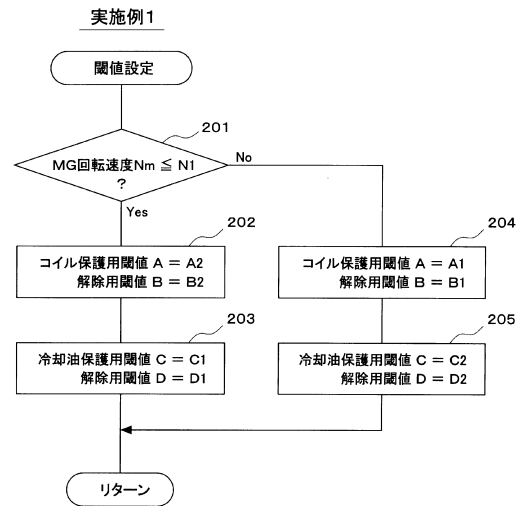 実施例1
閾値設定
201
MG回転速度Nm ≦ N1
?
No
Yes
202
コイル保護用閾値 A = A2
解除用閾値 B = B2
204
コイル保護用閾値 A = A1
解除用閾値 B = B1
203
冷却油保護用閾値 C = C1
解除用閾値 D = D1
205
冷却油保護用閾値 C = C2
解除用閾値 D = D2
リターン